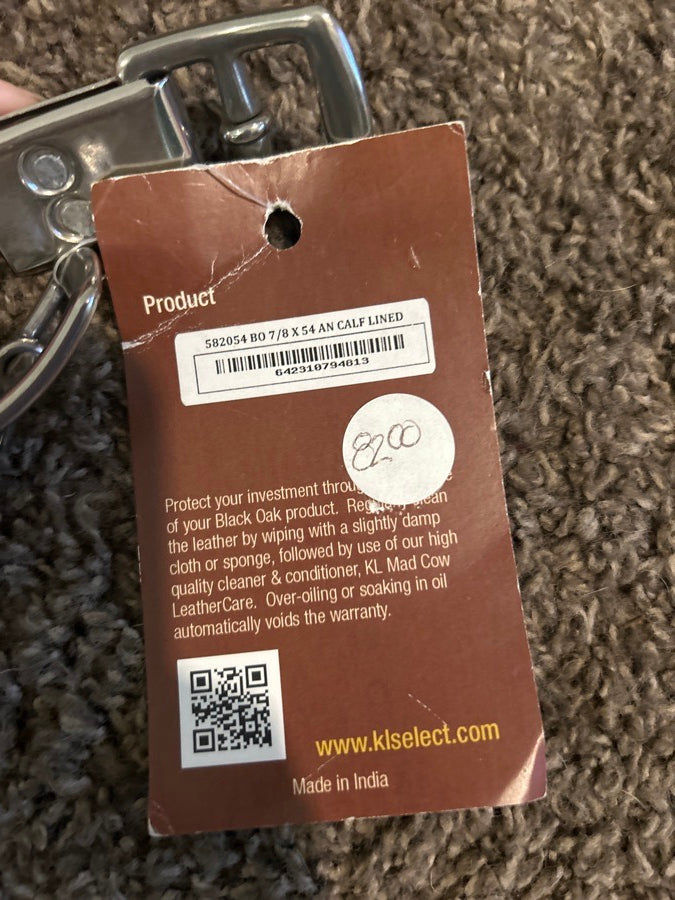 Product
582054 BO 7/8 X 54 AN CALF LINED
642310794813
8200
Protect your investment throug
of your Black Oak product. Regularly clean
the leather by wiping with a slightly damp
cloth or sponge, followed by use of our high
quality cleaner & conditioner, KL Mad Cow
LeatherCare. Over-oiling or soaking in oil
automatically voids the warranty.
www.klselect.com
Made in India